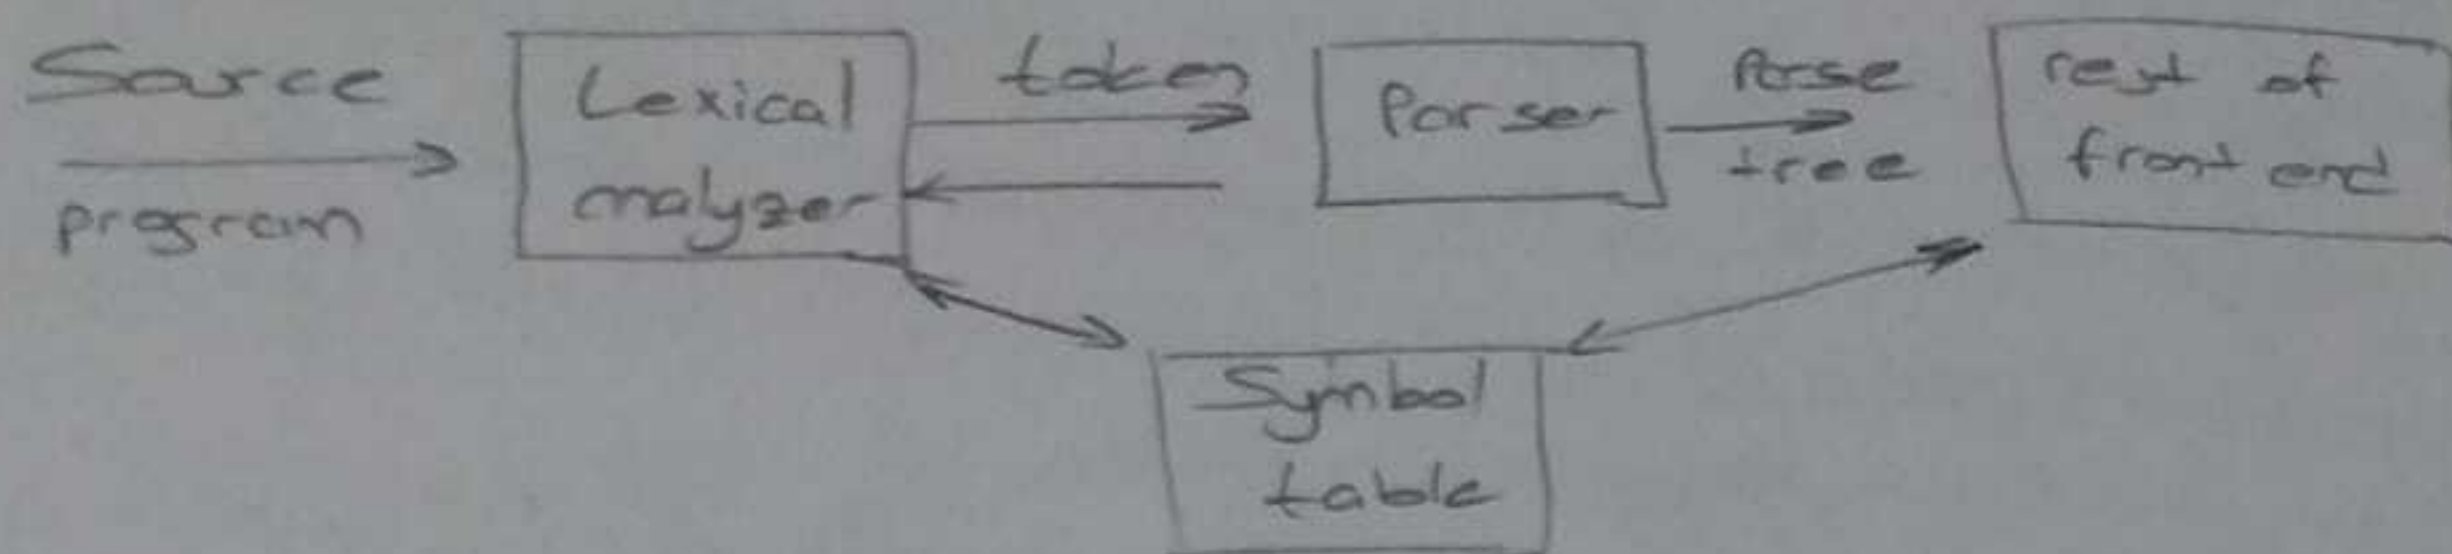 Source
program
Lexical
analyzer
token
Parser
Parse
tree
rest of
front end
Symbol
table